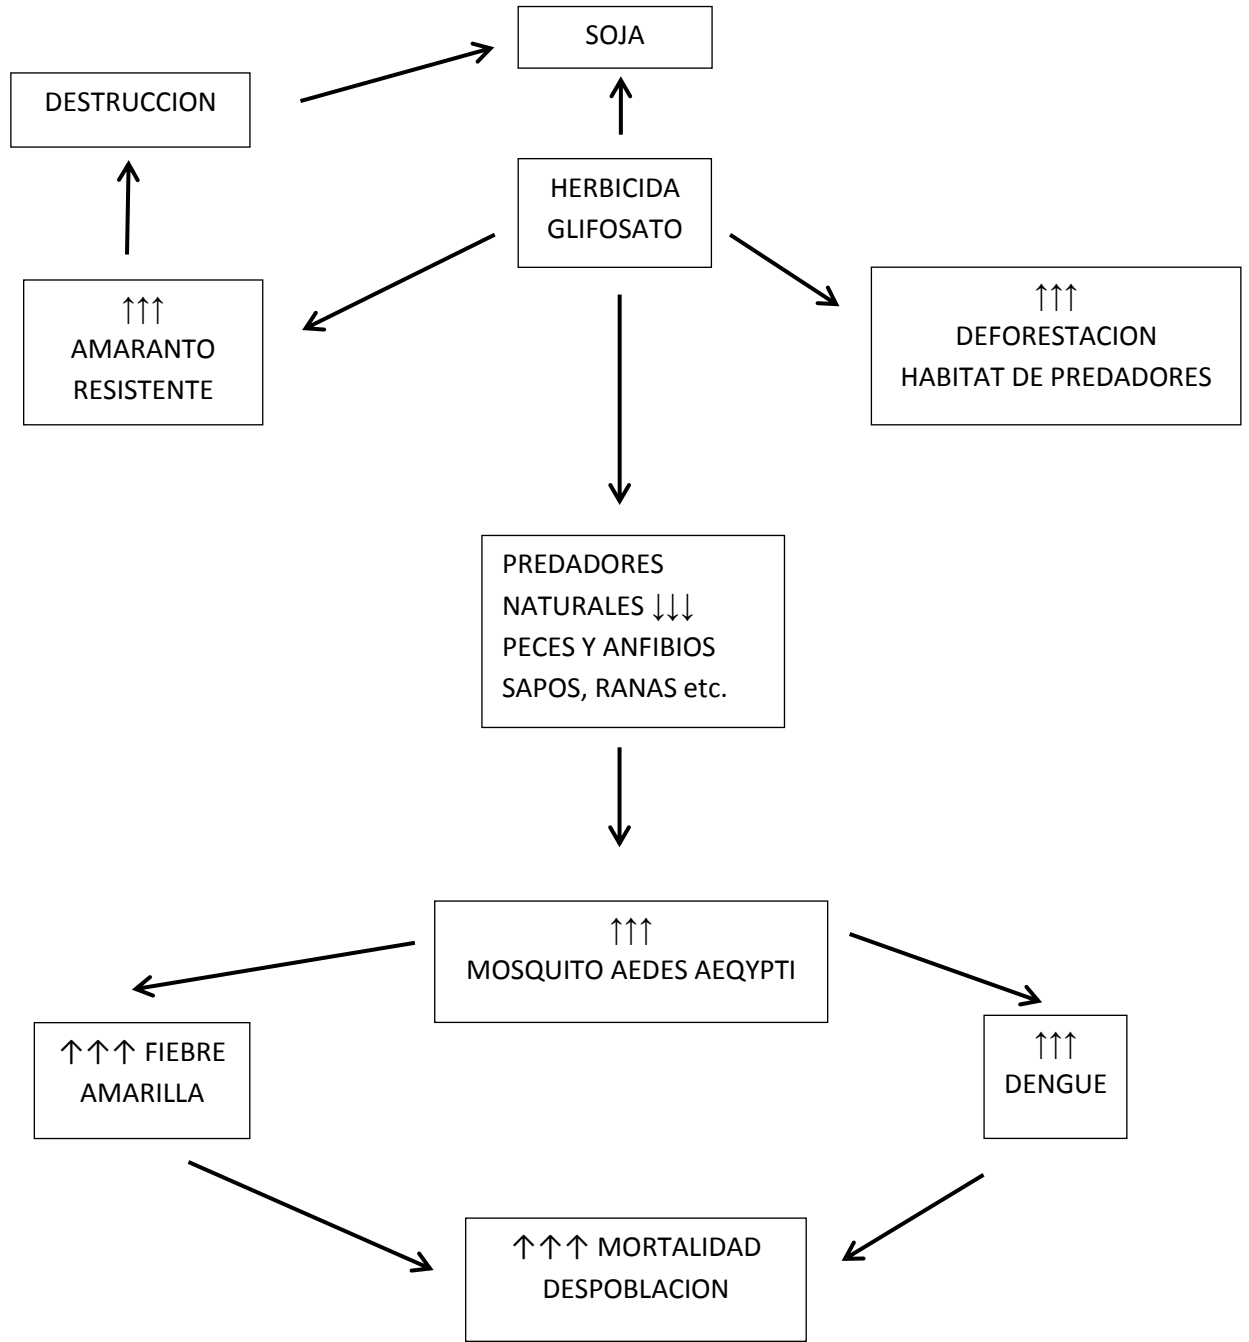 SOJA
DESTRUCCION
HERBICIDA
GLIFOSATO
↑↑↑
AMARANTO
RESISTENTE
↑↑↑
DEFORESTACION
HABITAT DE PREDADORES
PREDADORES
NATURALES ↓↓↓
PECES Y ANFIBIOS
SAPOS, RANAS etc.
↑↑↑
MOSQUITO AEDES AEQYPTI
↑↑↑ FIEBRE
AMARILLA
↑↑↑
DENGUE
↑↑↑ MORTALIDAD
DESPOBLACION